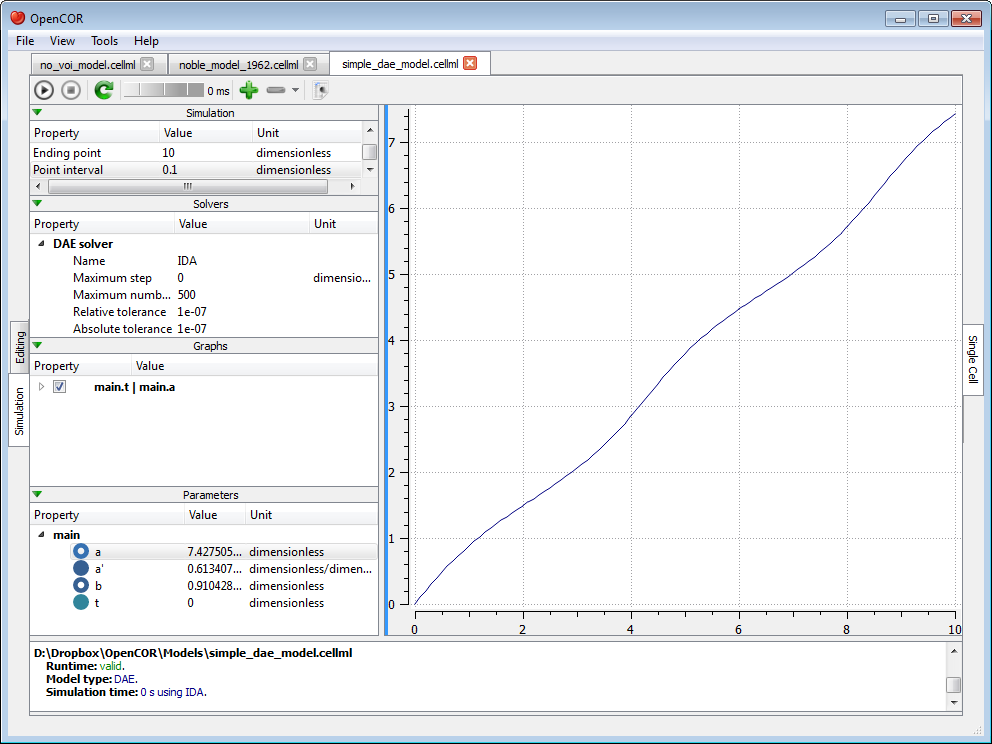 OpenCOR
File View Tools Help
no_voi_model.cellml noble_model_1962.cellml simple_dae_model.cellml
0 ms
Simulation
Property Value Unit
Ending point 10 dimensionless
Point interval 0.1 dimensionless
Solvers
Property Value Unit
DAE solver
Name IDA
Maximum step 0 dimensio...
Maximum numb... 500
Relative tolerance 1e-07
Absolute tolerance 1e-07
Graphs
Property Value
main.t | main.a
Parameters
Property Value Unit
main
a 7.427505... dimensionless
a' 0.613407... dimensionless/dimen...
b 0.910428... dimensionless
t 0 dimensionless
Editing
Simulation
7
6
5
4
3
2
1
0
0 2 4 6 8 10
Single Cell
D:\Dropbox\OpenCOR\Models\simple_dae_model.cellml
Runtime: valid.
Model type: DAE.
Simulation time: 0 s using IDA.